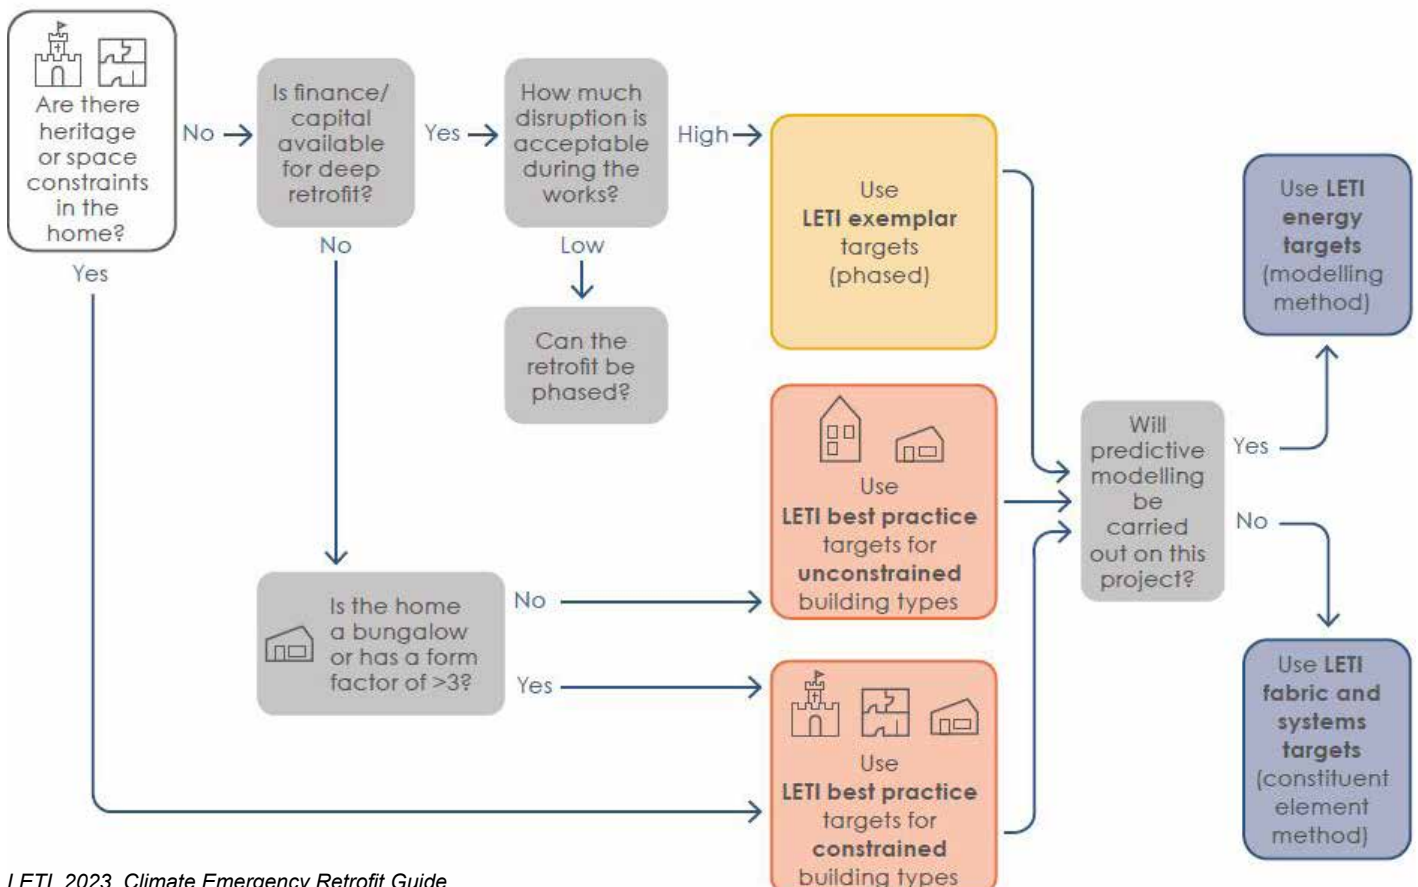 Are there
heritage
or space
constraints
in the
home?
No
Yes
Is finance/
capital
available
for deep
retrofit?
Yes
No
How much
disruption is
acceptable
during the
works?
High
Low
Can the
retrofit be
phased?
Use
LETI exemplar
targets
(phased)
Is the home
a bungalow
or has a form
factor of >3?
No
Yes
Use
LETI best practice
targets for
unconstrained
building types
Use
LETI best practice
targets for
constrained
building types
Will
predictive
modelling
be
carried
out on this
project?
Yes
No
Use LETI
energy
targets
(modelling
method)
Use LETI
fabric and
systems
targets
(constituent
element
method)
LETI, 2023, Climate Emergency Retrofit Guide